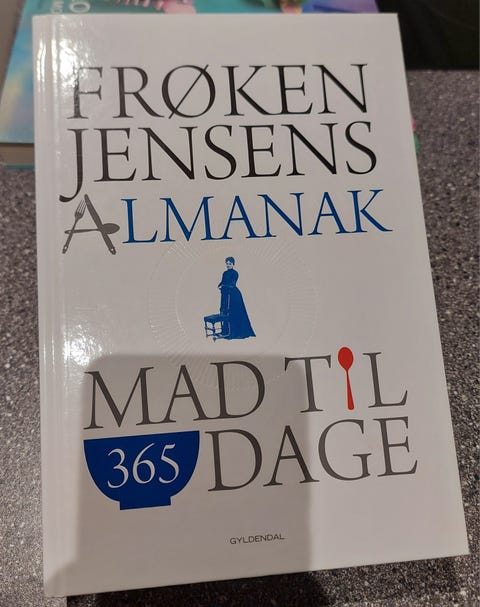 FRØKEN
JENSENS
ALMANAK
MAD TIL
365 DAGE
GYLDENDAL